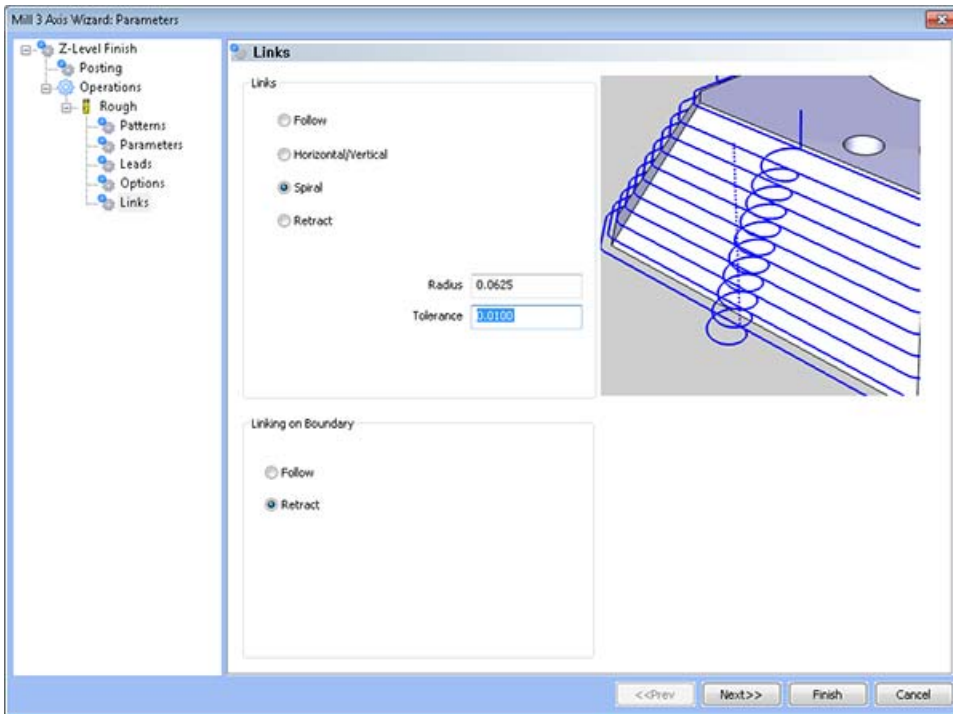 Mill 3 Axis Wizard: Parameters
Z-Level Finish
Posting
Operations
Rough
Patterns
Parameters
Leads
Options
Links
Links
Links
Follow
Horizontal/Vertical
Spiral
Retract
Radius 0.0625
Tolerance 0.0100
Linking on Boundary
Follow
Retract
<<Prev Next>> Finish Cancel